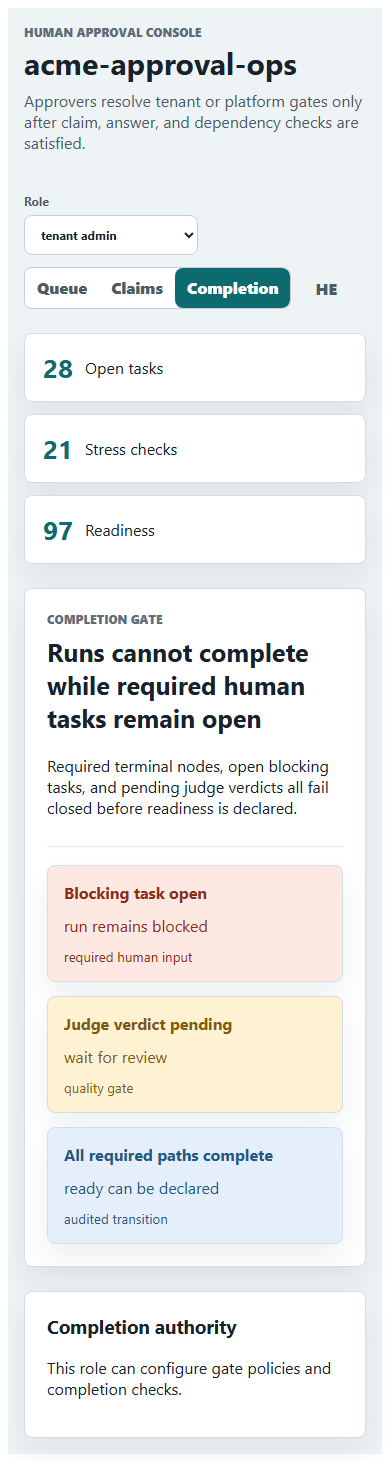 HUMAN APPROVAL CONSOLE
acme-approval-ops
Approvers resolve tenant or platform gates only
after claim, answer, and dependency checks are
satisfied.
Role
tenant admin
Queue Claims Completion HE
28 Open tasks
21 Stress checks
97 Readiness
COMPLETION GATE
Runs cannot complete
while required human
tasks remain open
Required terminal nodes, open blocking
tasks, and pending judge verdicts all fail
closed before readiness is declared.
Blocking task open
run remains blocked
required human input
Judge verdict pending
wait for review
quality gate
All required paths complete
ready can be declared
audited transition
Completion authority
This role can configure gate policies and
completion checks.